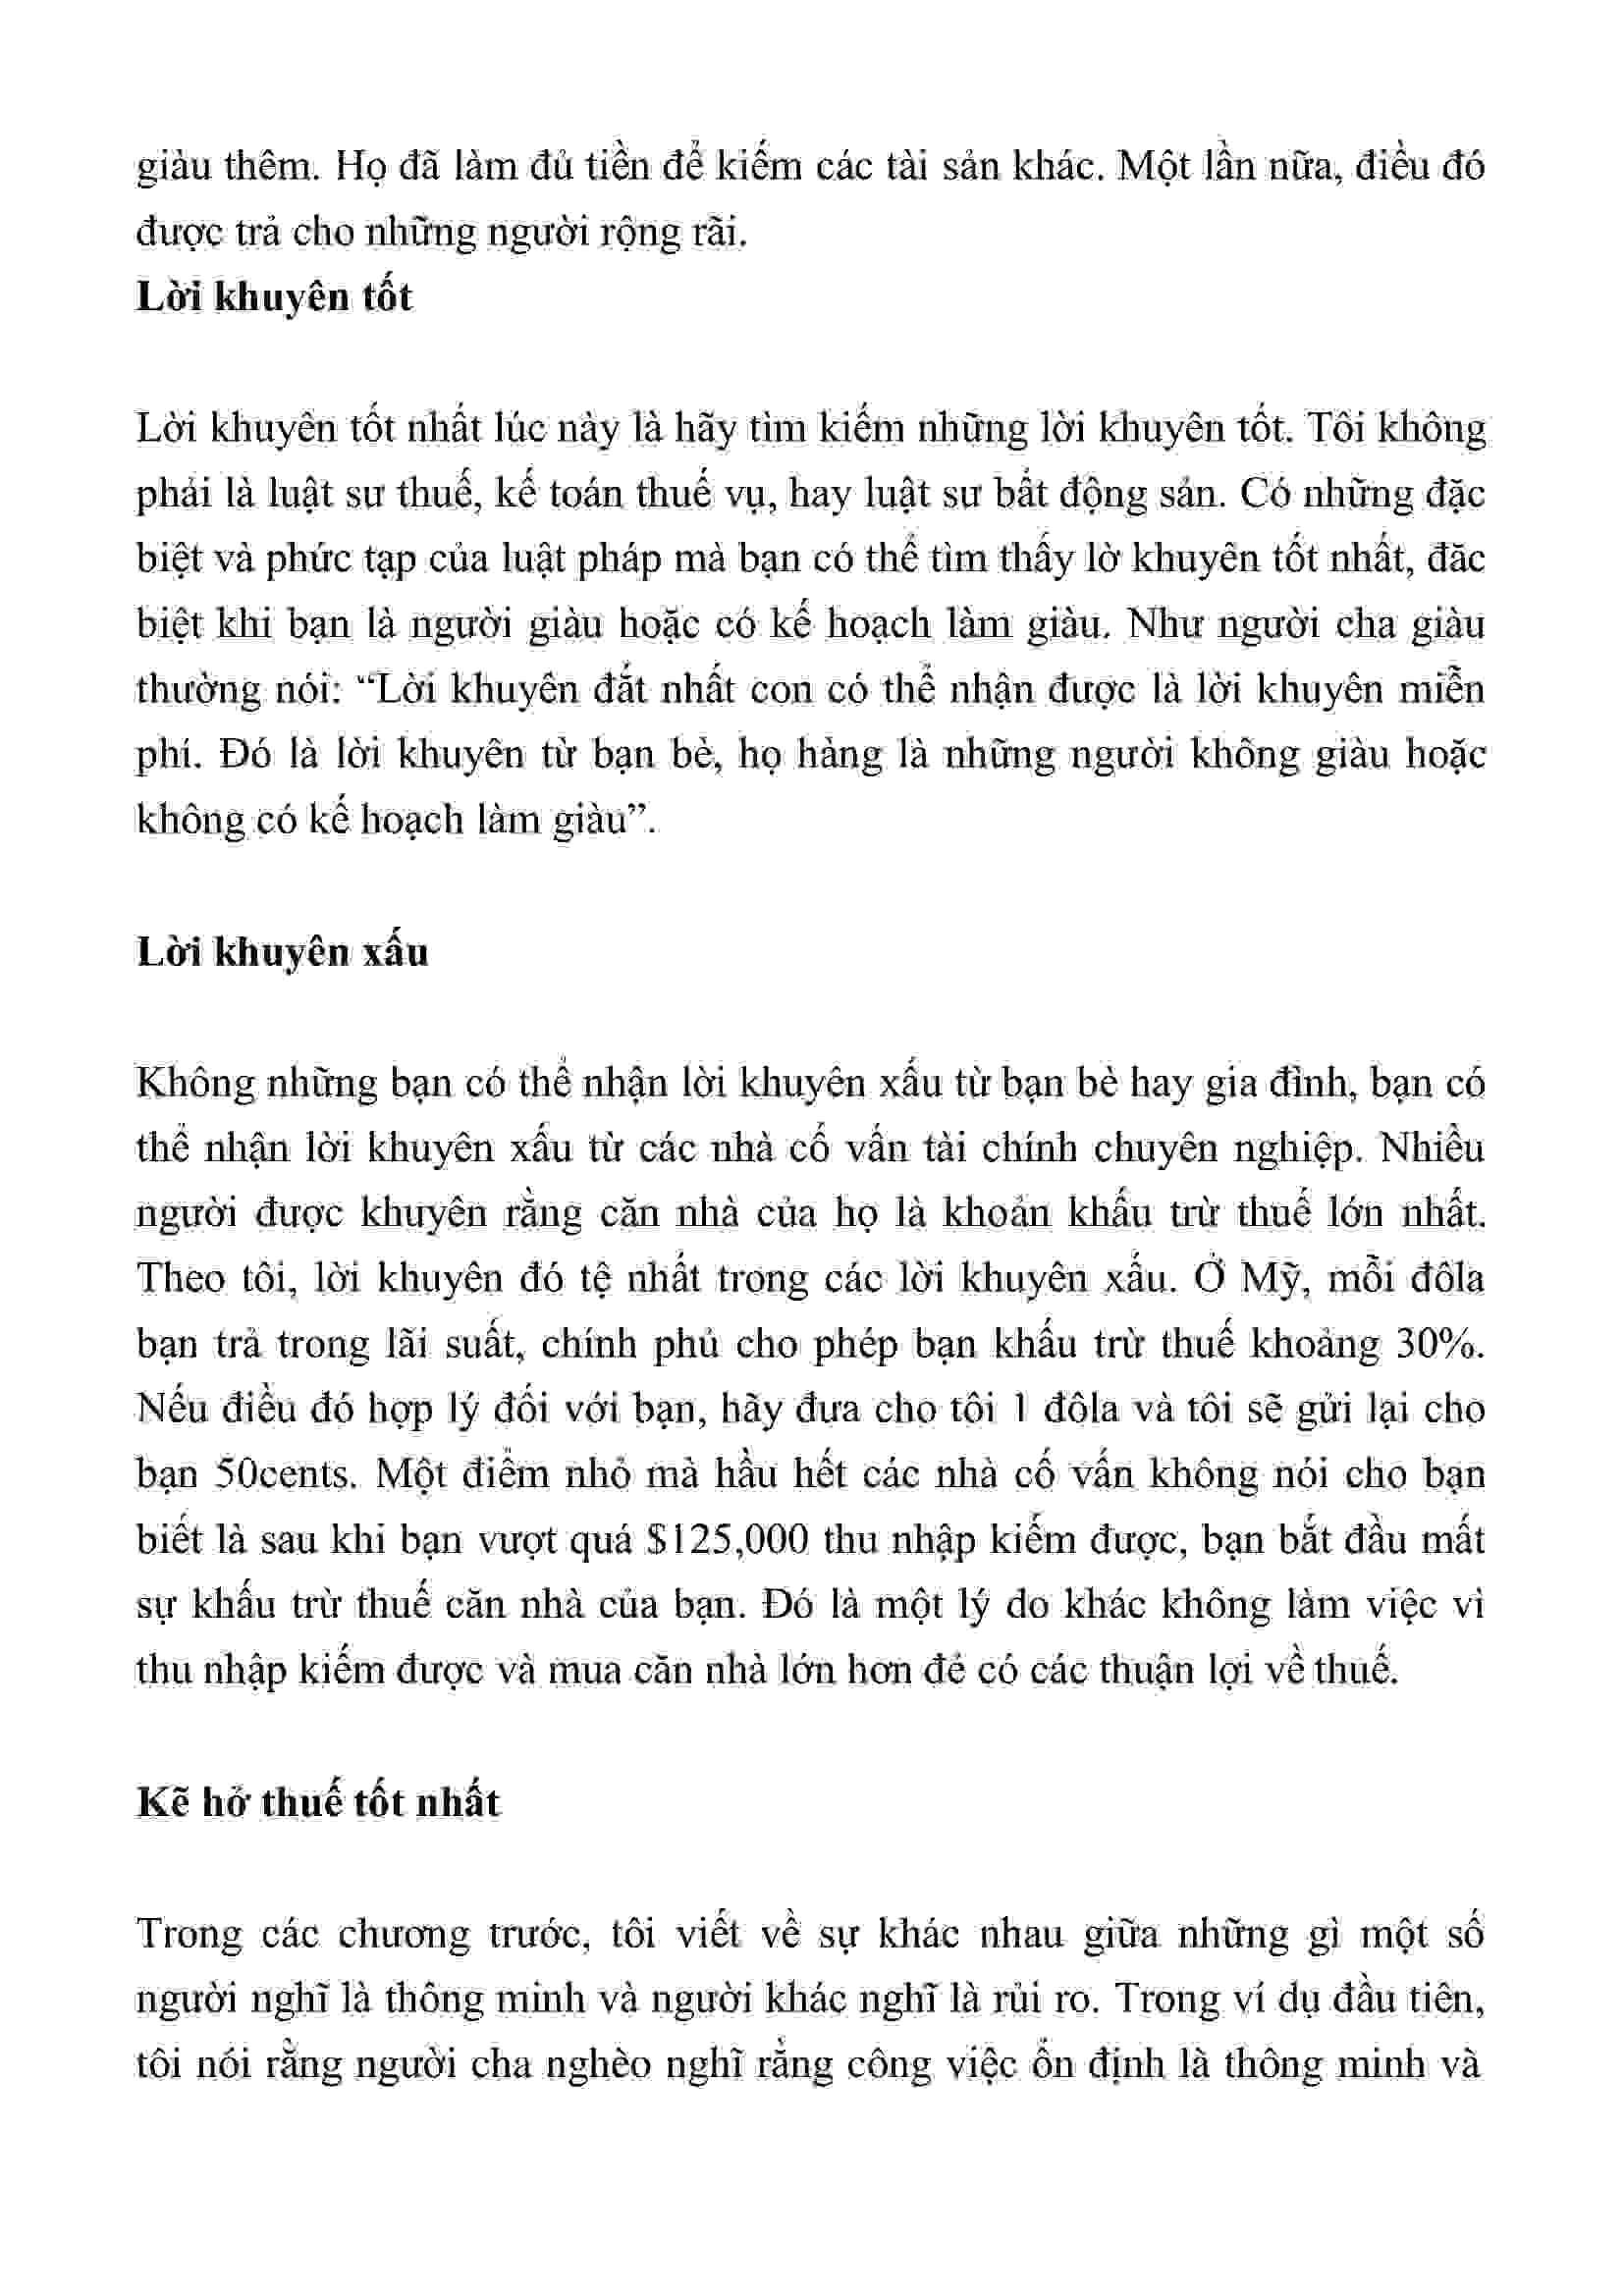 giàu thêm. Họ đã làm đủ tiền để kiếm các tài sản khác. Một lần nữa, điều đó
được trả cho những người rộng rãi.
Lời khuyên tốt
Lời khuyên tốt nhất lúc này là hãy tìm kiếm những lời khuyên tốt. Tôi không
phải là luật sư thuế, kế toán thuế vụ, hay luật sư bất động sản. Có những đặc
biệt và phức tạp của luật pháp mà bạn có thể tìm thấy lờ khuyên tốt nhất, đăc
biệt khi bạn là người giàu hoặc có kế hoạch làm giàu. Như người cha giàu
thường nói: “Lời khuyên đắt nhất con có thể nhận được là lời khuyên miễn
phí. Đó là lời khuyên từ bạn bè, họ hàng là những người không giàu hoặc
không có kế hoạch làm giàu”.
Lời khuyên xấu
Không những bạn có thể nhận lời khuyên xấu từ bạn bè hay gia đình, bạn có
thể nhận lời khuyên xấu từ các nhà cố vấn tài chính chuyên nghiệp. Nhiều
người được khuyên rằng căn nhà của họ là khoản khấu trừ thuế lớn nhất.
Theo tôi, lời khuyên đó tệ nhất trong các lời khuyên xấu. Ở Mỹ, mỗi đôla
bạn trả trong lãi suất, chính phủ cho phép bạn khấu trừ thuế khoảng 30%.
Nếu điều đó hợp lý đối với bạn, hãy đưa cho tôi 1 đôla và tôi sẽ gửi lại cho
bạn 50cents. Một điểm nhỏ mà hầu hết các nhà cố vấn không nói cho bạn
biết là sau khi bạn vượt quá $125,000 thu nhập kiếm được, bạn bắt đầu mất
sự khấu trừ thuế căn nhà của bạn. Đó là một lý do khác không làm việc vì
thu nhập kiếm được và mua căn nhà lớn hơn đẻ có các thuận lợi về thuế.
Kẽ hở thuế tốt nhất
Trong các chương trước, tôi viết về sự khác nhau giữa những gì một số
người nghĩ là thông minh và người khác nghĩ là rủi ro. Trong ví dụ đầu tiên,
tôi nói rằng người cha nghèo nghĩ rằng công việc ổn định là thông minh và